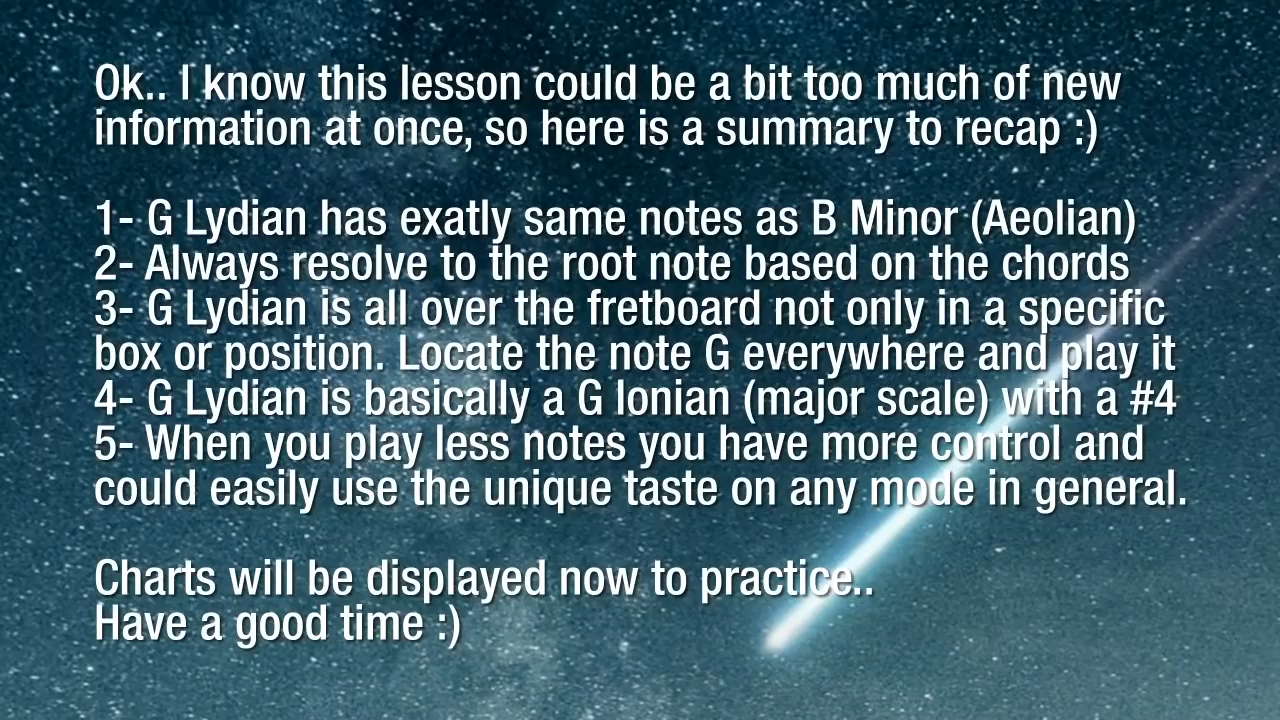 Ok.. I know this lesson could be a bit too much of new
information at once, so here is a summary to recap :)
1- G Lydian has exatly same notes as B Minor (Aeolian)
2- Always resolve to the root note based on the chords
3- G Lydian is all over the fretboard not only in a specific
box or position. Locate the note G everywhere and play it
4- G Lydian is basically a G Ionian (major scale) with a #4
5- When you play less notes you have more control and
could easily use the unique taste on any mode in general.
Charts will be displayed now to practice..
Have a good time :)